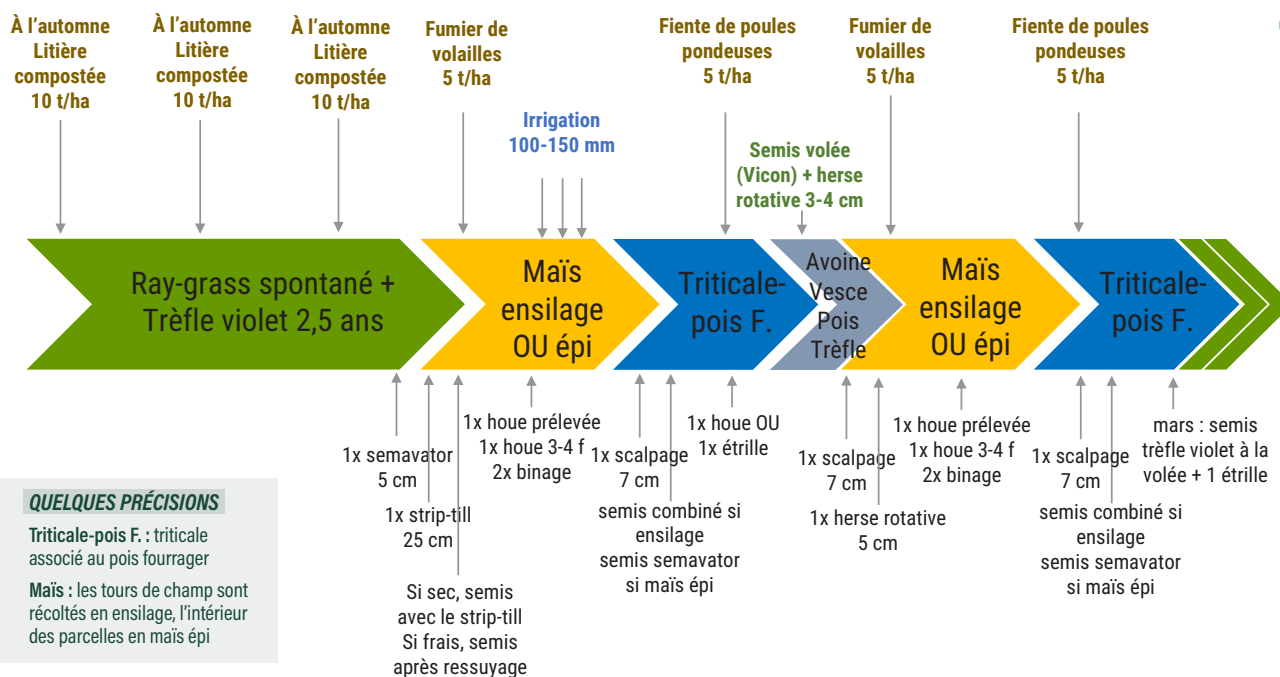 À l’automne
Litière
compostée
10 t/ha
À l’automne
Litière
compostée
10 t/ha
À l’automne
Litière
compostée
10 t/ha
Fumier de
volailles
5 t/ha
Irrigation
100-150 mm
Fiente de poules
pondeuses
5 t/ha
Semis volée
(Vicon) + herse
rotative 3-4 cm
Fumier de
volailles
5 t/ha
Fiente de poules
pondeuses
5 t/ha
Ray-grass spontané +
Trèfle violet 2,5 ans
Maïs
ensilage
OU épi
Triticale-
pois F.
Avoine
Vesce
Pois
Trèfle
Maïs
ensilage
OU épi
Triticale-
pois F.
1x semavator
5 cm
1x strip-till
25 cm
Si sec, semis
avec le strip-till
Si frais, semis
après ressuyage
1x houe prélevée
1x houe 3-4 f
2x binage
1x scalpage
7 cm
semis combiné si
ensilage
semis semavator
si maïs épi
1x houe OU
1x étrille
1x scalpage
7 cm
1x herse rotative
5 cm
1x houe prélevée
1x houe 3-4 f
2x binage
1x scalpage
7 cm
semis combiné si
ensilage
semis semavator
si maïs épi
mars : semis
trèfle violet à la
volée + 1 étrille
QUELQUES PRÉCISIONS
Triticale-pois F. : triticale
associé au pois fourrager
Maïs : les tours de champ sont
récoltés en ensilage, l’intérieur
des parcelles en maïs épi